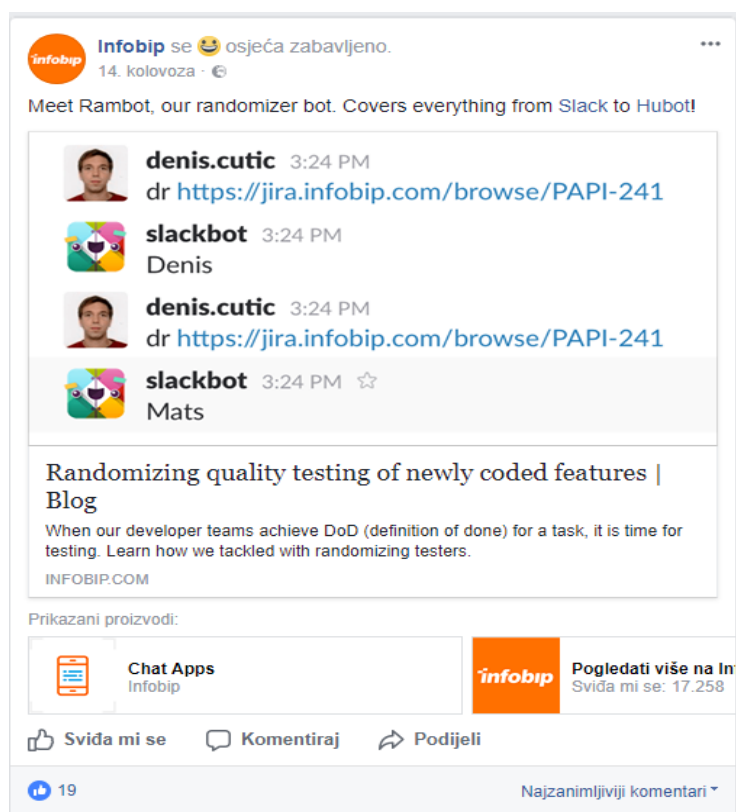 infobip
Infobip se osjeća zabavljeno.
14. kolovoza ·
Meet Rambot, our randomizer bot. Covers everything from Slack to Hubot!
denis.cutic 3:24 PM
dr https://jira.infobip.com/browse/PAPI-241
slackbot 3:24 PM
Denis
denis.cutic 3:24 PM
dr https://jira.infobip.com/browse/PAPI-241
slackbot 3:24 PM
Mats
Randomizing quality testing of newly coded features |
Blog
When our developer teams achieve DoD (definition of done) for a task, it is time for
testing. Learn how we tackled with randomizing testers.
INFOBIP.COM
Prikazani proizvodi:
Chat Apps
Infobip
infobip
Pogledati više na In
Sviđa mi se: 17.258
Sviđa mi se Komentiraj Podijeli
19 Najzanimljiviji komentari